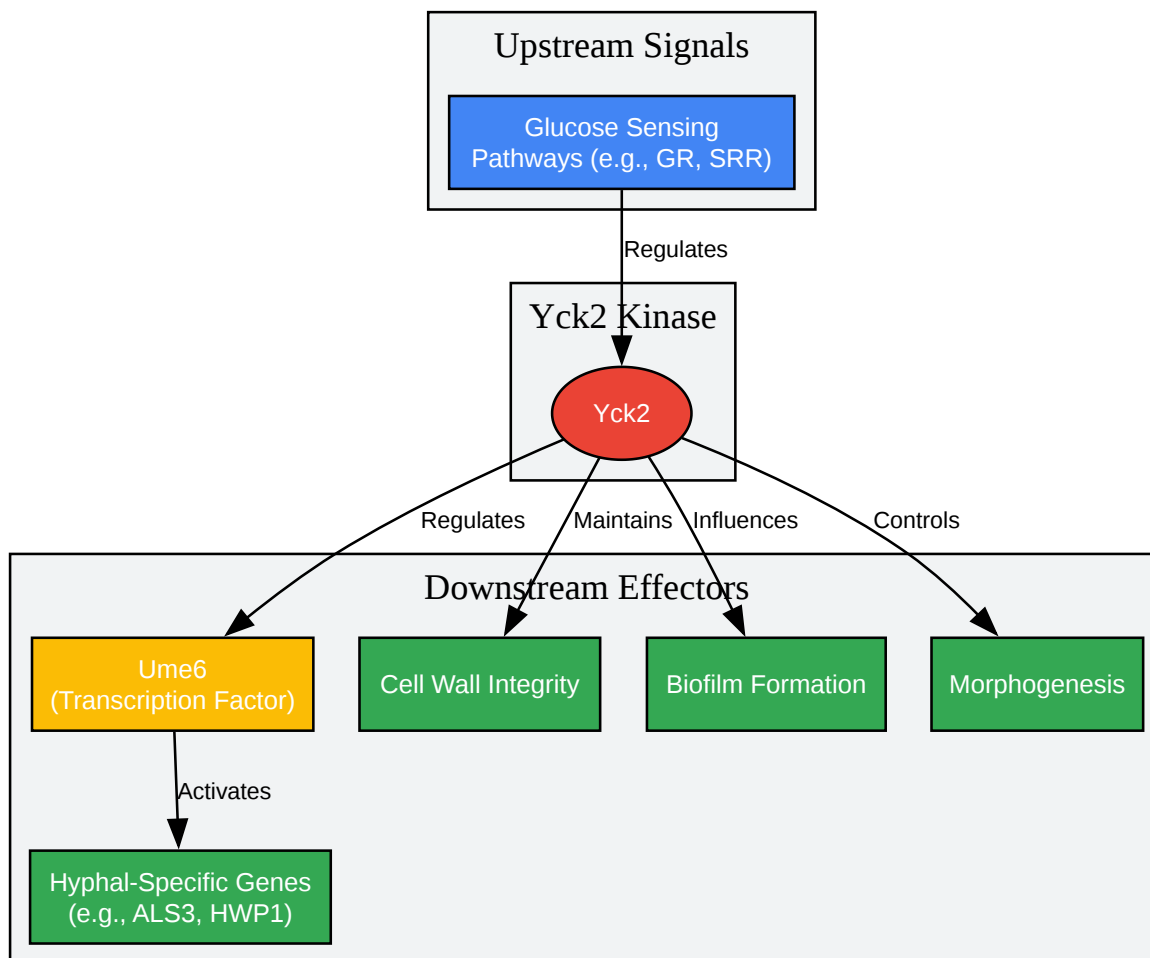 Upstream Signals
Glucose Sensing
Pathways (e.g., GR, SRR)
Regulates
Yck2 Kinase
Yck2
Regulates
Maintains
Influences
Controls
Downstream Effectors
Ume6
(Transcription Factor)
Cell Wall Integrity
Biofilm Formation
Morphogenesis
Activates
Hyphal-Specific Genes
(e.g., ALS3, HWP1)